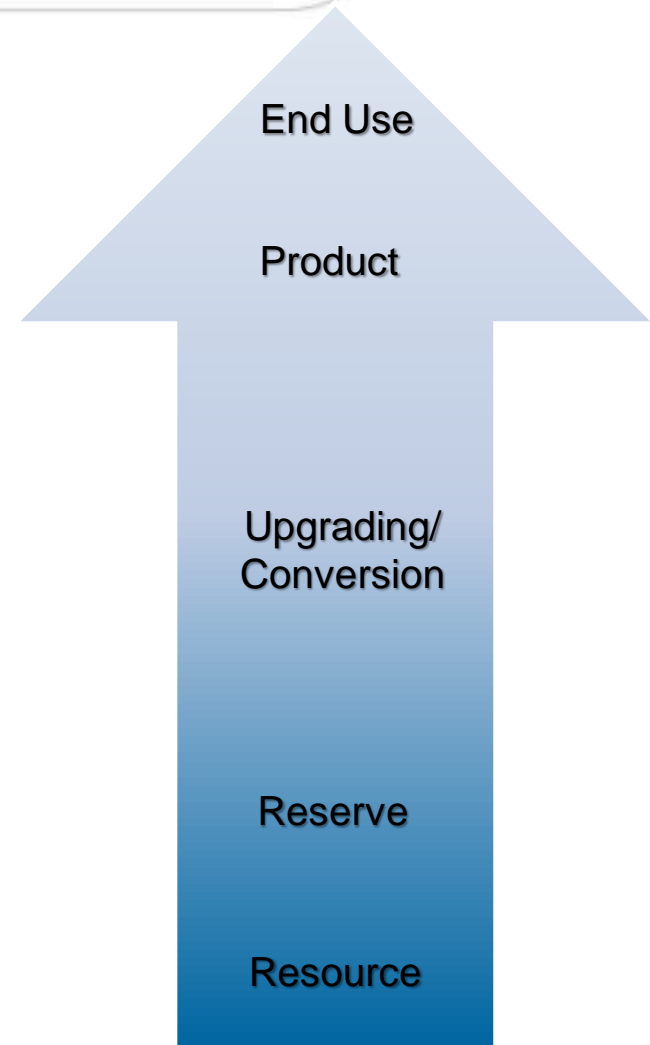 End Use
Product
Upgrading/
Conversion
Reserve
Resource